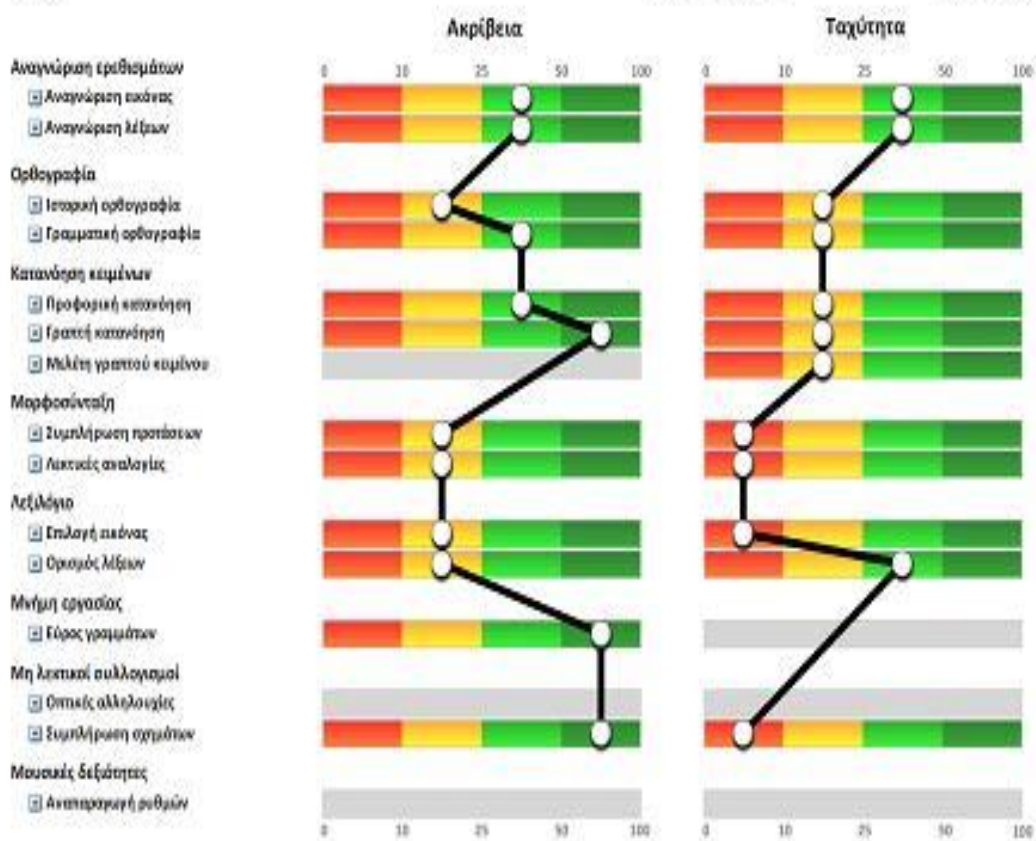 Ακρίβεια Ταχύτητα
Αναγνώριση ερεθισμάτων 0 10 25 50 100 0 10 25 50 100
Αναγνώριση εικόνας
Αναγνώριση λέξεων
Ορθογραφία
Ιστορική ορθογραφία
Γραμματική ορθογραφία
Κατανόηση κειμένων
Προφορική κατανόηση
Γραπτή κατανόηση
Μελέτη γραπτού κειμένου
Μορφοσύνταξη
Συμπλήρωση προτάσεων
Λεκτικές αναλογίες
Λεξιλόγιο
Επιλογή εικόνας
Ορισμός λέξεων
Μνήμη εργασίας
Εύρος γραμμάτων
Μη λεκτικοί συλλογισμοί
Οπτικές αλληλουχίες
Συμπλήρωση σχημάτων
Μουσικές δεξιότητες
Αναπαραγωγή ρυθμών
0 10 25 50 100 0 10 25 50 100